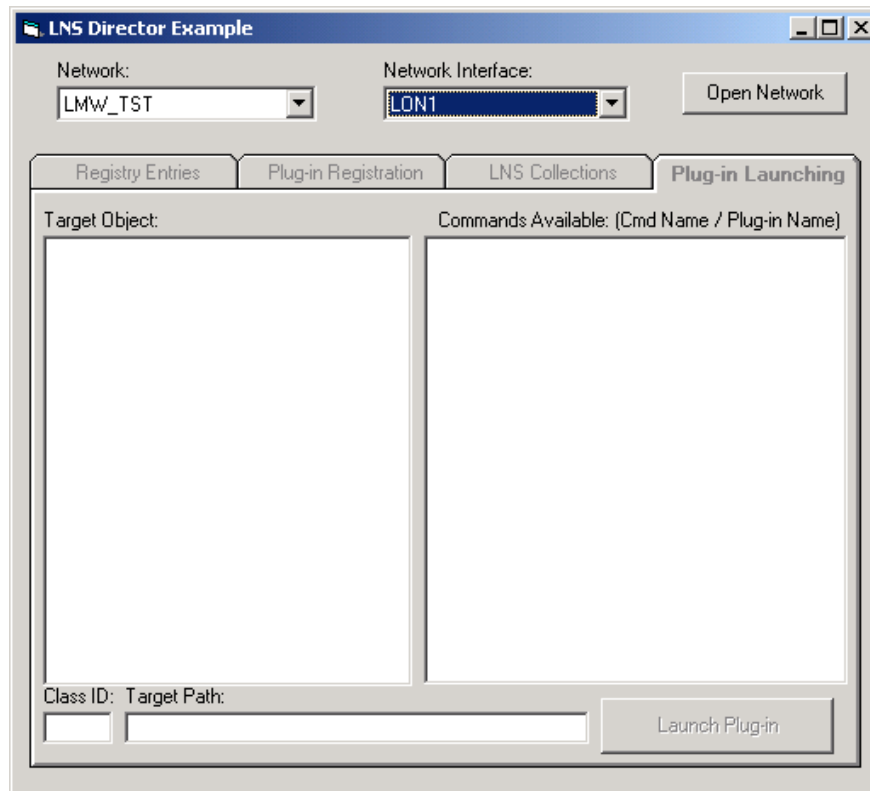 LNS Director Example
Network: Network Interface:
LMW_TST LON1 Open Network
Registry Entries Plug-in Registration LNS Collections Plug-in Launching
Target Object: Commands Available: (Cmd Name / Plug-in Name)
Class ID: Target Path:
Launch Plug-in